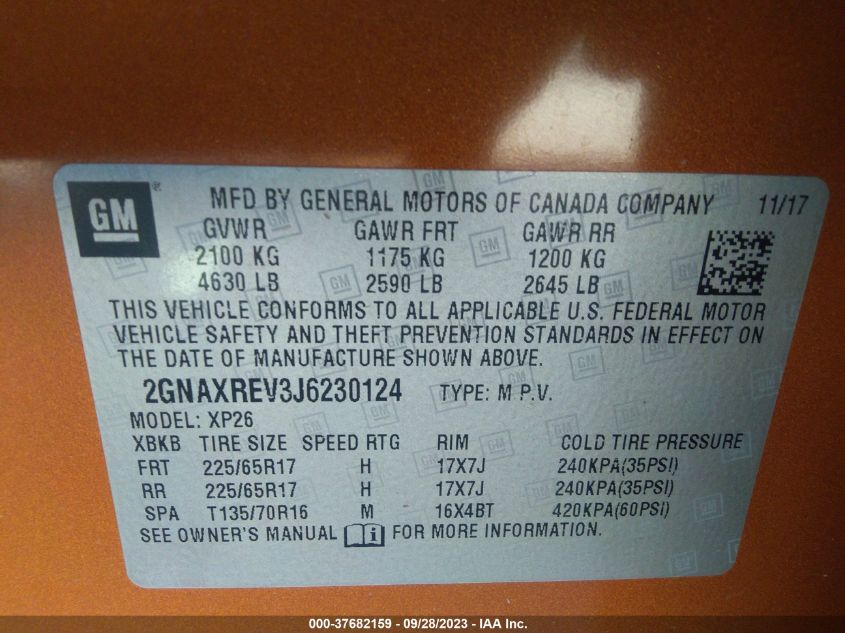 GM ® MFD BY GENERAL MOTORS OF CANADA COMPANY 11/17
GVWR GAWR FRT GAWR RR
2100 KG 1175 KG 1200 KG
4630 LB 2590 LB 2645 LB
THIS VEHICLE CONFORMS TO ALL APPLICABLE U.S. FEDERAL MOTOR
VEHICLE SAFETY AND THEFT PREVENTION STANDARDS IN EFFECT ON
THE DATE OF MANUFACTURE SHOWN ABOVE.
2GNAXREV3J6230124 TYPE: M.P.V.
MODEL: XP26
XBKB TIRE SIZE SPEED RTG RIM COLD TIRE PRESSURE
FRT 225/65R17 H 17X7J 240KPA(35PSI)
RR 225/65R17 H 17X7J 240KPA(35PSI)
SPA T135/70R16 M 16X4BT 420KPA(60PSI)
SEE OWNER'S MANUAL i FOR MORE INFORMATION.
000-37682159 - 09/28/2023 - IAA Inc.